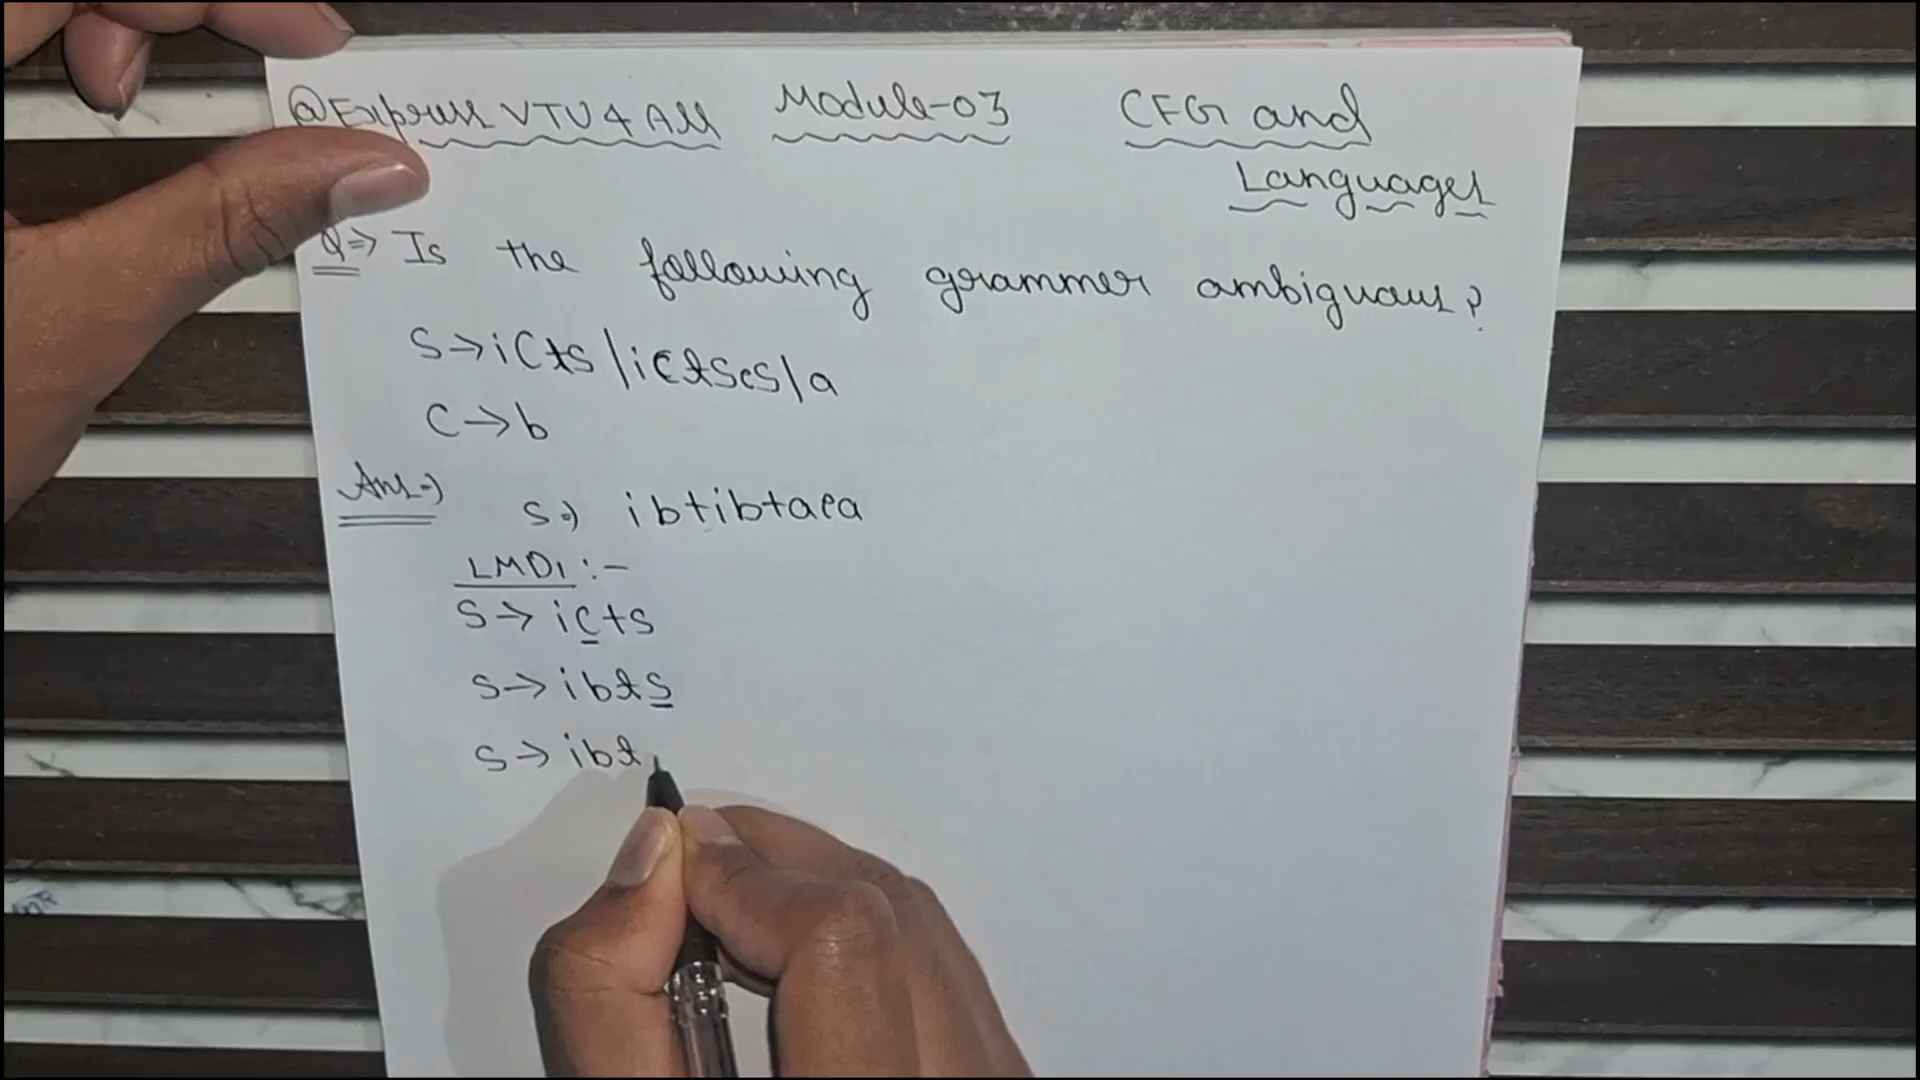 @Express VTU 4 All Module-03 CFG and
Languages
Q=> Is the following grammer ambiguous?
S→iCtS/iCtSeS/a
C→b
Ans=) S=) ibtibtaea
LMD1:-
S→iCtS
S→ibtS
S→ibt